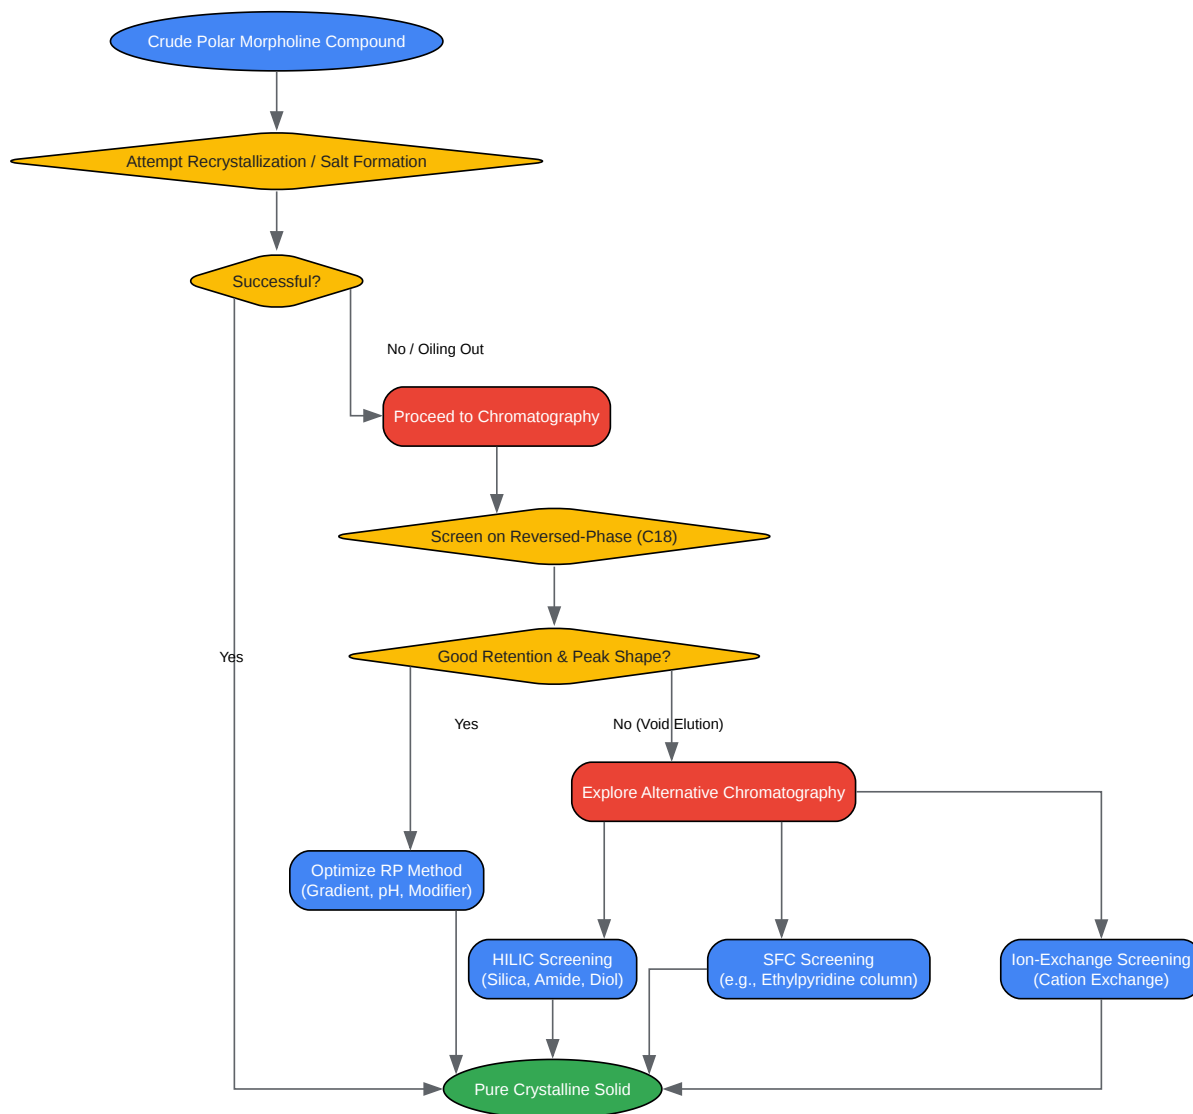 Crude Polar Morpholine Compound
Attempt Recrystallization / Salt Formation
Successful?
No / Oiling Out
Proceed to Chromatography
Screen on Reversed-Phase (C18)
Good Retention & Peak Shape?
Yes
Yes
No (Void Elution)
Explore Alternative Chromatography
Optimize RP Method
(Gradient, pH, Modifier)
HILIC Screening
(Silica, Amide, Diol)
SFC Screening
(e.g., Ethylpyridine column)
Ion-Exchange Screening
(Cation Exchange)
Pure Crystalline Solid